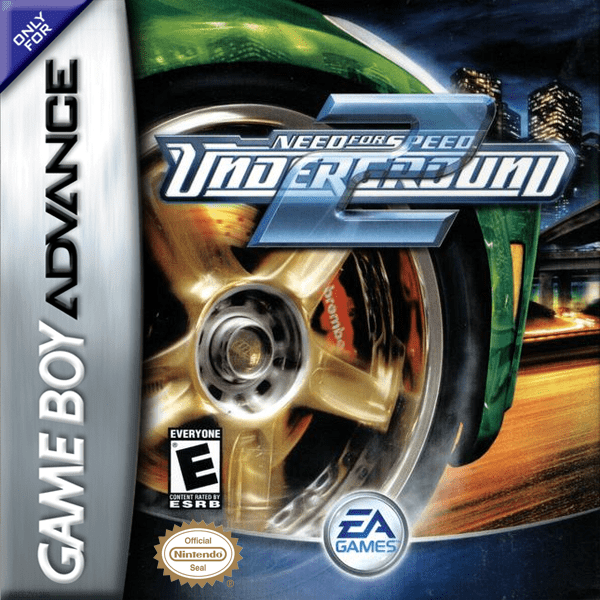 ONLY
FOR
GAME BOY ADVANCE
NEED FOR SPEED
UNDERGROUND
2
brembo
EVERYONE
E
CONTENT RATED BY
ESRB
Official
Nintendo
Seal
EA
GAMES